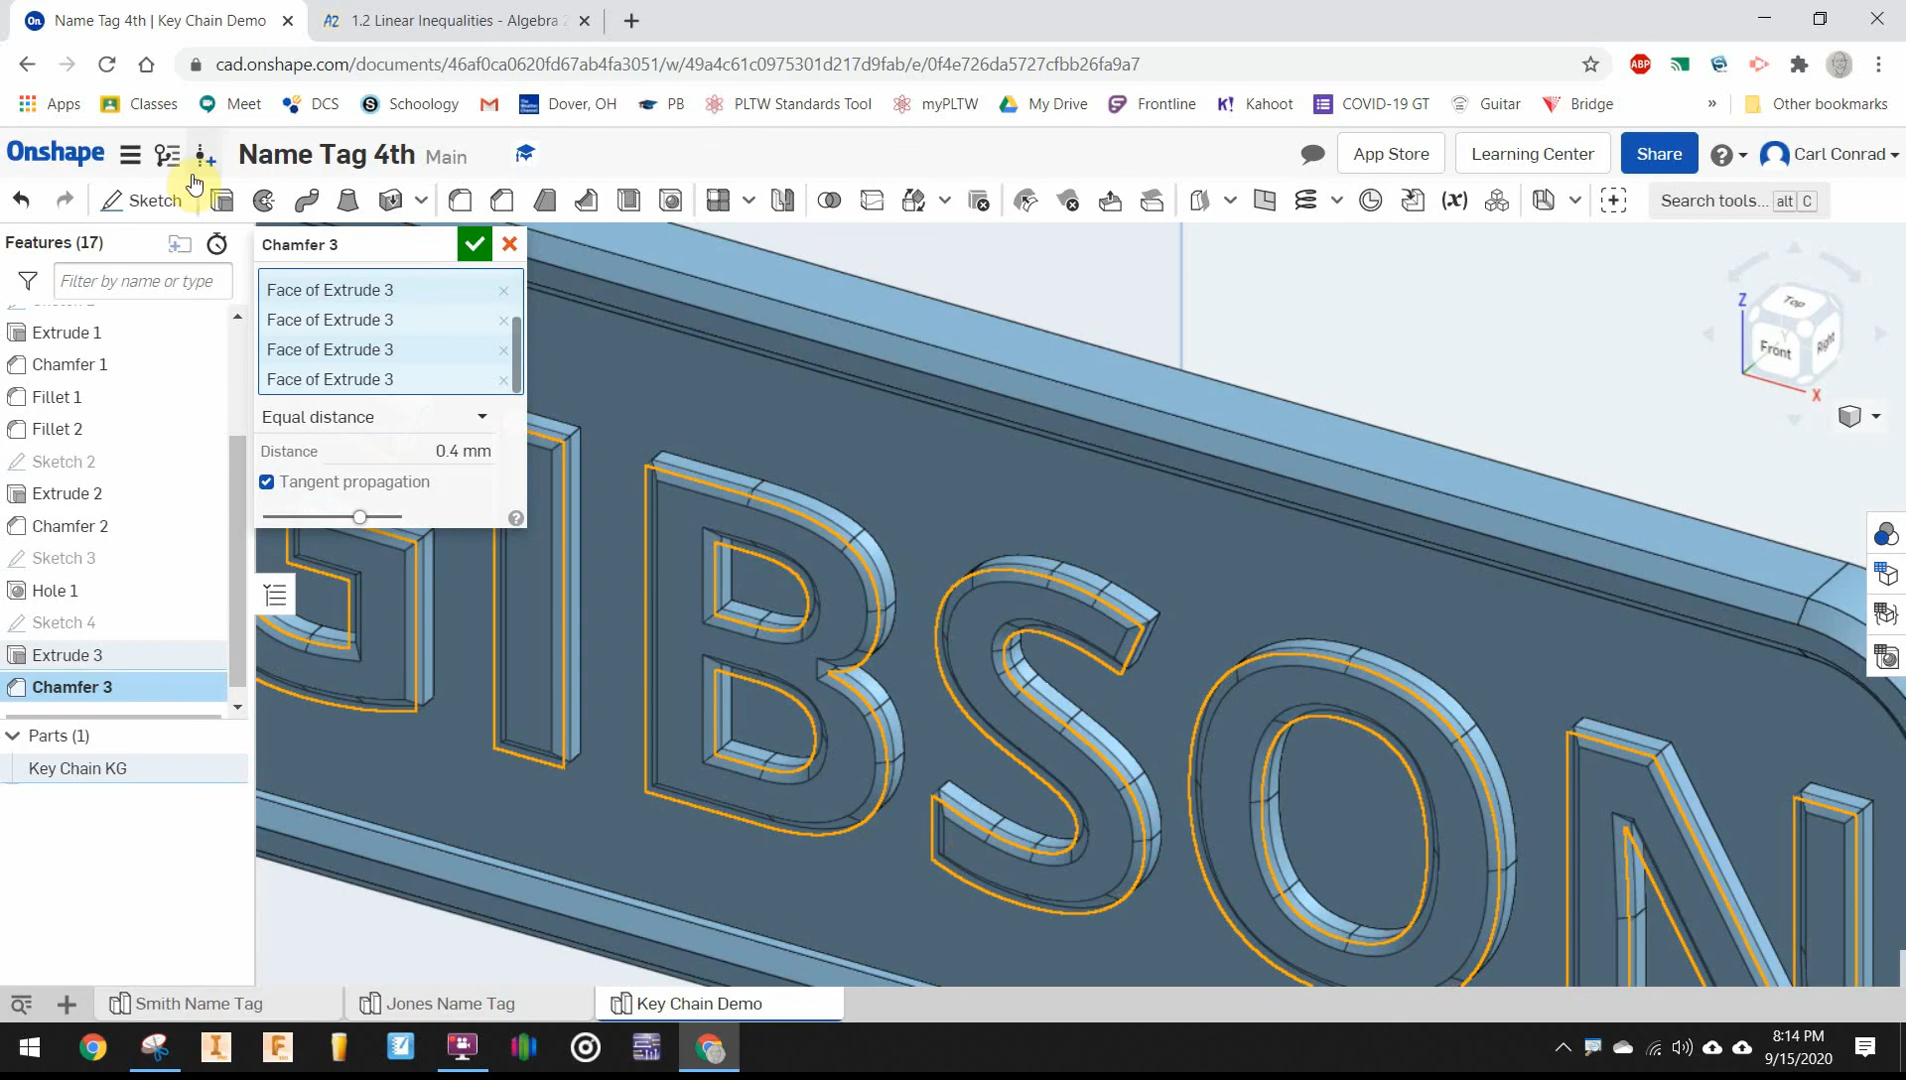 Name Tag 4th | Key Chain Demo
1.2 Linear Inequalities - Algebra 2
cad.onshape.com/documents/46af0ca0620fd67ab4fa3051/w/49a4c61c0975301d217d9fab/e/0f4e726da5727cfbb26fa9a7
Apps Classes Meet DCS Schoology Dover, OH PB PLTW Standards Tool myPLTW My Drive Frontline Kahoot COVID-19 GT Guitar Bridge » Other bookmarks
Onshape Name Tag 4th Main App Store Learning Center Share Carl Conrad
Sketch Search tools... alt C
Features (17)
Filter by name or type
Extrude 1
Chamfer 1
Fillet 1
Fillet 2
Sketch 2
Extrude 2
Chamfer 2
Sketch 3
Hole 1
Sketch 4
Extrude 3
Chamfer 3
Parts (1)
Key Chain KG
Chamfer 3
Face of Extrude 3
Face of Extrude 3
Face of Extrude 3
Face of Extrude 3
Equal distance
Distance 0.4 mm
Tangent propagation
GIBSON
Z
Top
Front
Right
Y
X
Smith Name Tag
Jones Name Tag
Key Chain Demo
8:14 PM
9/15/2020